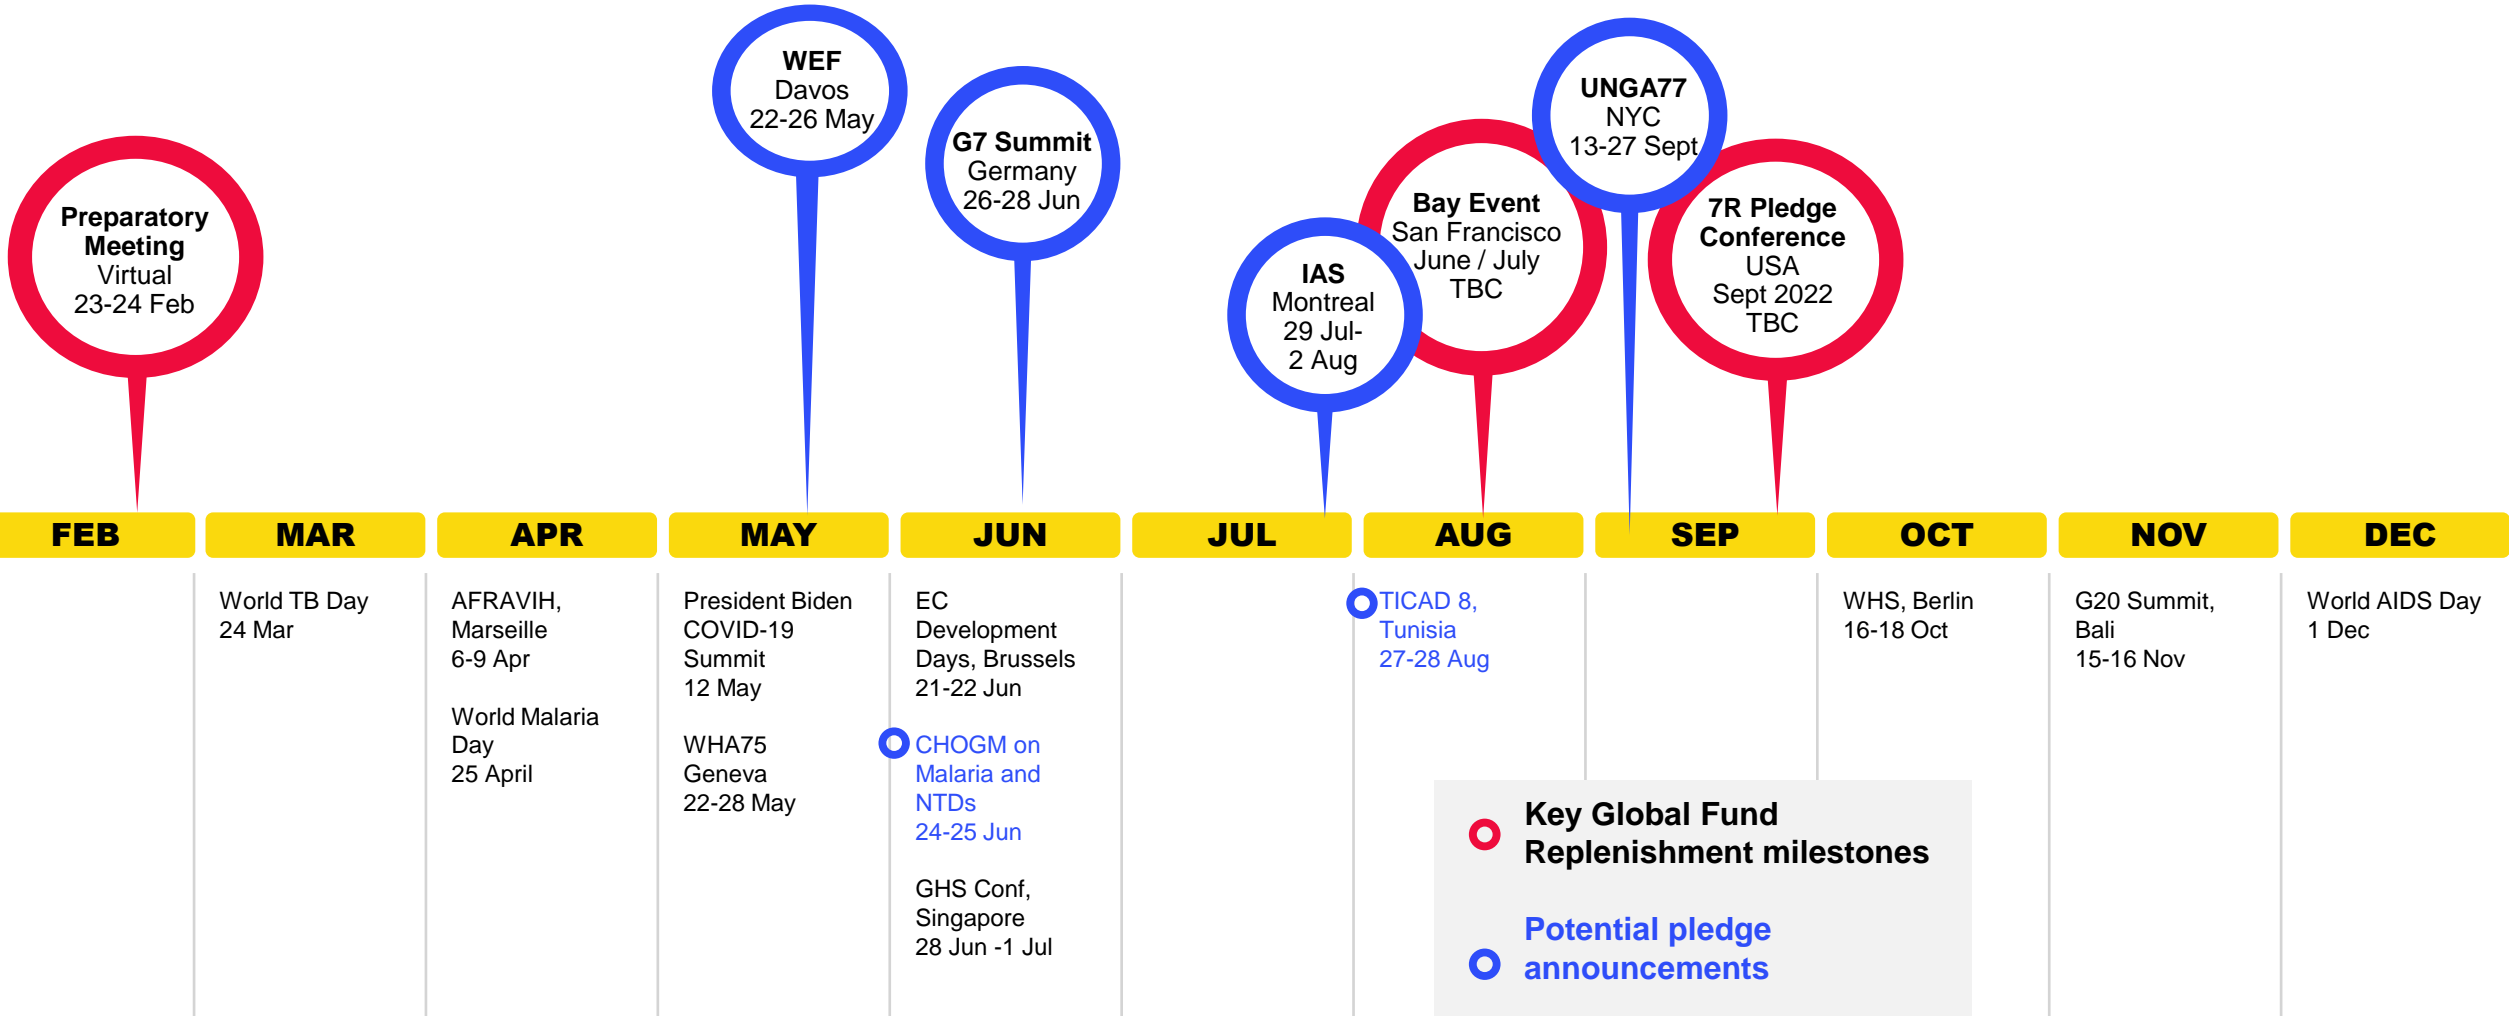 WEF
Davos
22-26 May
G7 Summit
Germany
26-28 Jun
UNGA77
NYC
13-27 Sept
Preparatory
Meeting
Virtual
23-24 Feb
IAS
Montreal
29 Jul-
2 Aug
Bay Event
San Francisco
June / July
TBC
7R Pledge
Conference
USA
Sept 2022
TBC
FEB
MAR
APR
MAY
JUN
JUL
AUG
SEP
OCT
NOV
DEC
World TB Day
24 Mar
AFRAVIH,
Marseille
6-9 Apr
World Malaria
Day
25 April
President Biden
COVID-19
Summit
12 May
WHA75
Geneva
22-28 May
EC
Development
Days, Brussels
21-22 Jun
CHOGM on
Malaria and
NTDs
24-25 Jun
GHS Conf,
Singapore
28 Jun -1 Jul
TICAD 8,
Tunisia
27-28 Aug
WHS, Berlin
16-18 Oct
G20 Summit,
Bali
15-16 Nov
World AIDS Day
1 Dec
Key Global Fund
Replenishment milestones
Potential pledge
announcements